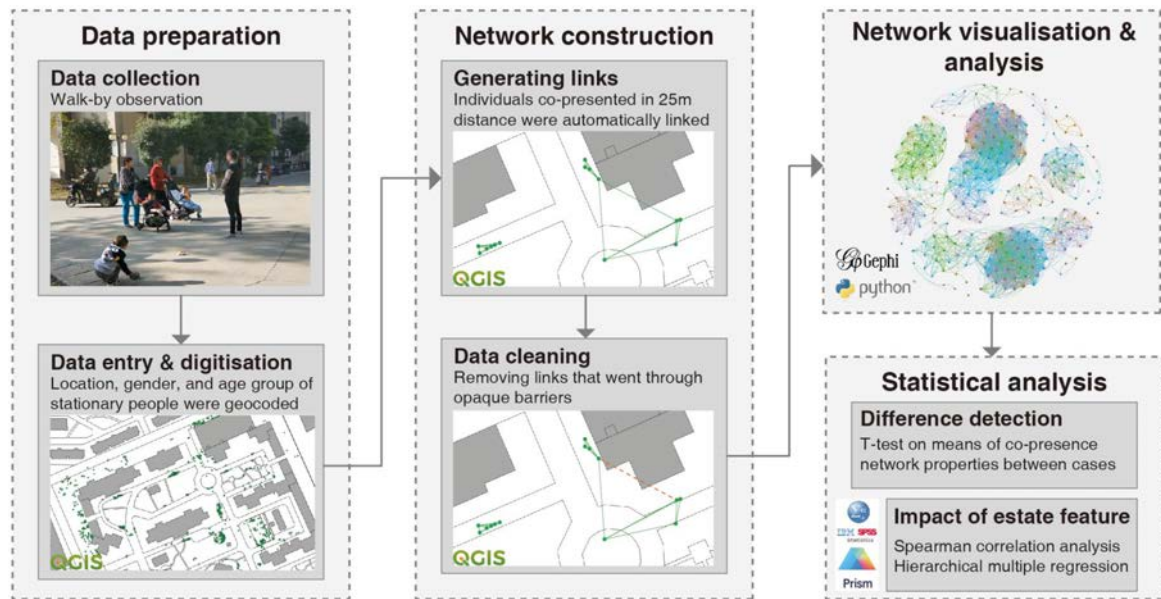 Data preparation
Data collection
Walk-by observation
Data entry & digitisation
Location, gender, and age group of
stationary people were geocoded
QGIS
Network construction
Generating links
Individuals co-presented in 25m
distance were automatically linked
QGIS
Data cleaning
Removing links that went through
opaque barriers
QGIS
Network visualisation &
analysis
Gephi
python
Statistical analysis
Difference detection
T-test on means of co-presence
network properties between cases
Impact of estate feature
IBM SPSS
Spearman correlation analysis
Hierarchical multiple regression
Prism